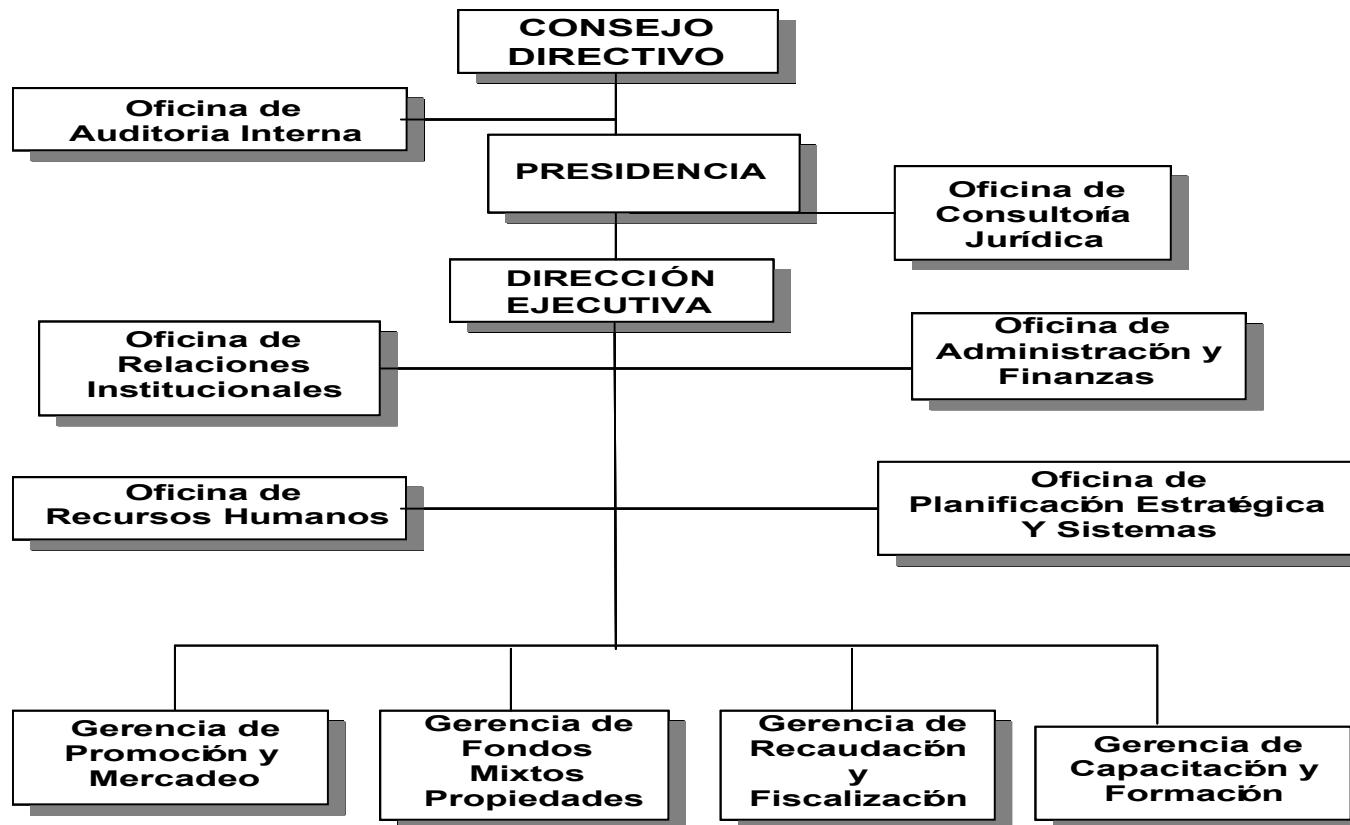 CONSEJO
DIRECTIVO
Oficina de
Auditoria Interna
PRESIDENCIA
Oficina de
Consultoría
Jurídica
DIRECCIÓN
EJECUTIVA
Oficina de
Relaciones
Institucionales
Oficina de
Administración y
Finanzas
Oficina de
Recursos Humanos
Oficina de
Planificación Estratégica
Y Sistemas
Gerencia de
Promoción y
Mercadeo
Gerencia de
Fondos
Mixtos
Propiedades
Gerencia de
Recaudación
y
Fiscalización
Gerencia de
Capacitación y
Formación